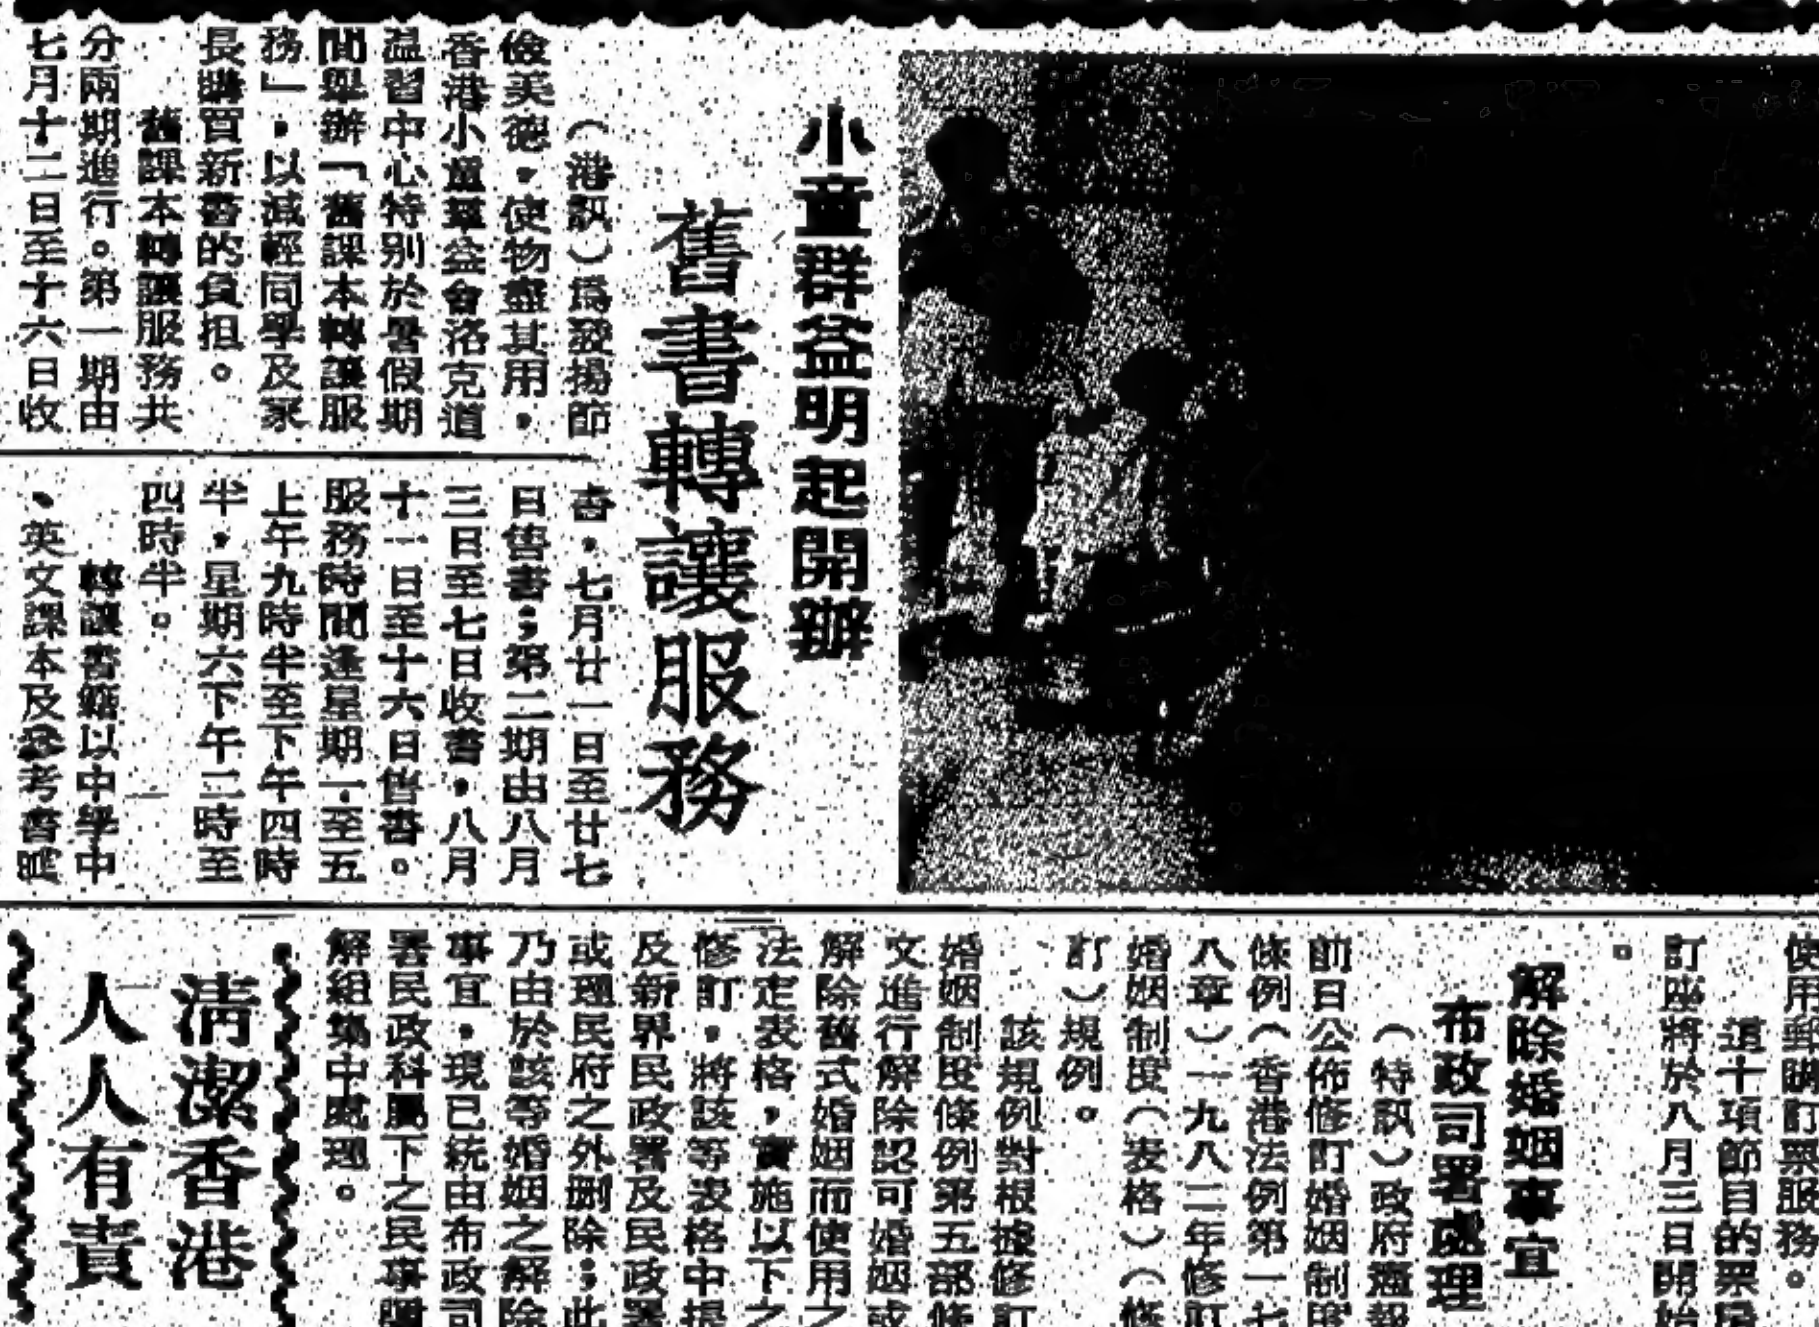 小童群益明起開辦
舊書轉讓服務
（港訊）為發揚節
儉美德，使物盡其用，
香港小童羣益會洛克道
溫習中心特別於暑假期
間舉辦「舊課本轉讓服
務」，以減輕同學及家
長購買新書的負担。
舊課本轉讓服務共
分兩期進行。第一期由
七月十二日至十六日收
書，七月廿一日至廿七
日售書；第二期由八月
三日至七日收書，八月
十一日至十六日售書。
服務時間逢星期一至五
上午九時半至下午四時
半，星期六下午二時至
四時半。
轉讓書籍以中學中
、英文課本及參考書
使用郵購訂票服務。
這十項節目的票房
訂座將於八月三日開始
。
解除婚姻事宜
布政司署處理
（特訊）政府憲報
前日公佈修訂婚姻制度
條例（香港法例第一七
八章）一九八二年修訂
婚姻制度（表格）（修
訂）規例。
該規例對根據修訂
婚姻制度條例第五部條
文進行解除認可婚姻或
解除舊式婚姻而使用之
法定表格，實施以下之
修訂，將該等表格中提
及新界民政署及民政署
或理民府之外刪除；此
乃由於該等婚姻之解除
事宜，現已統由布政司
署民政科屬下之民事調
解組集中處理。
清潔香港
人人有責